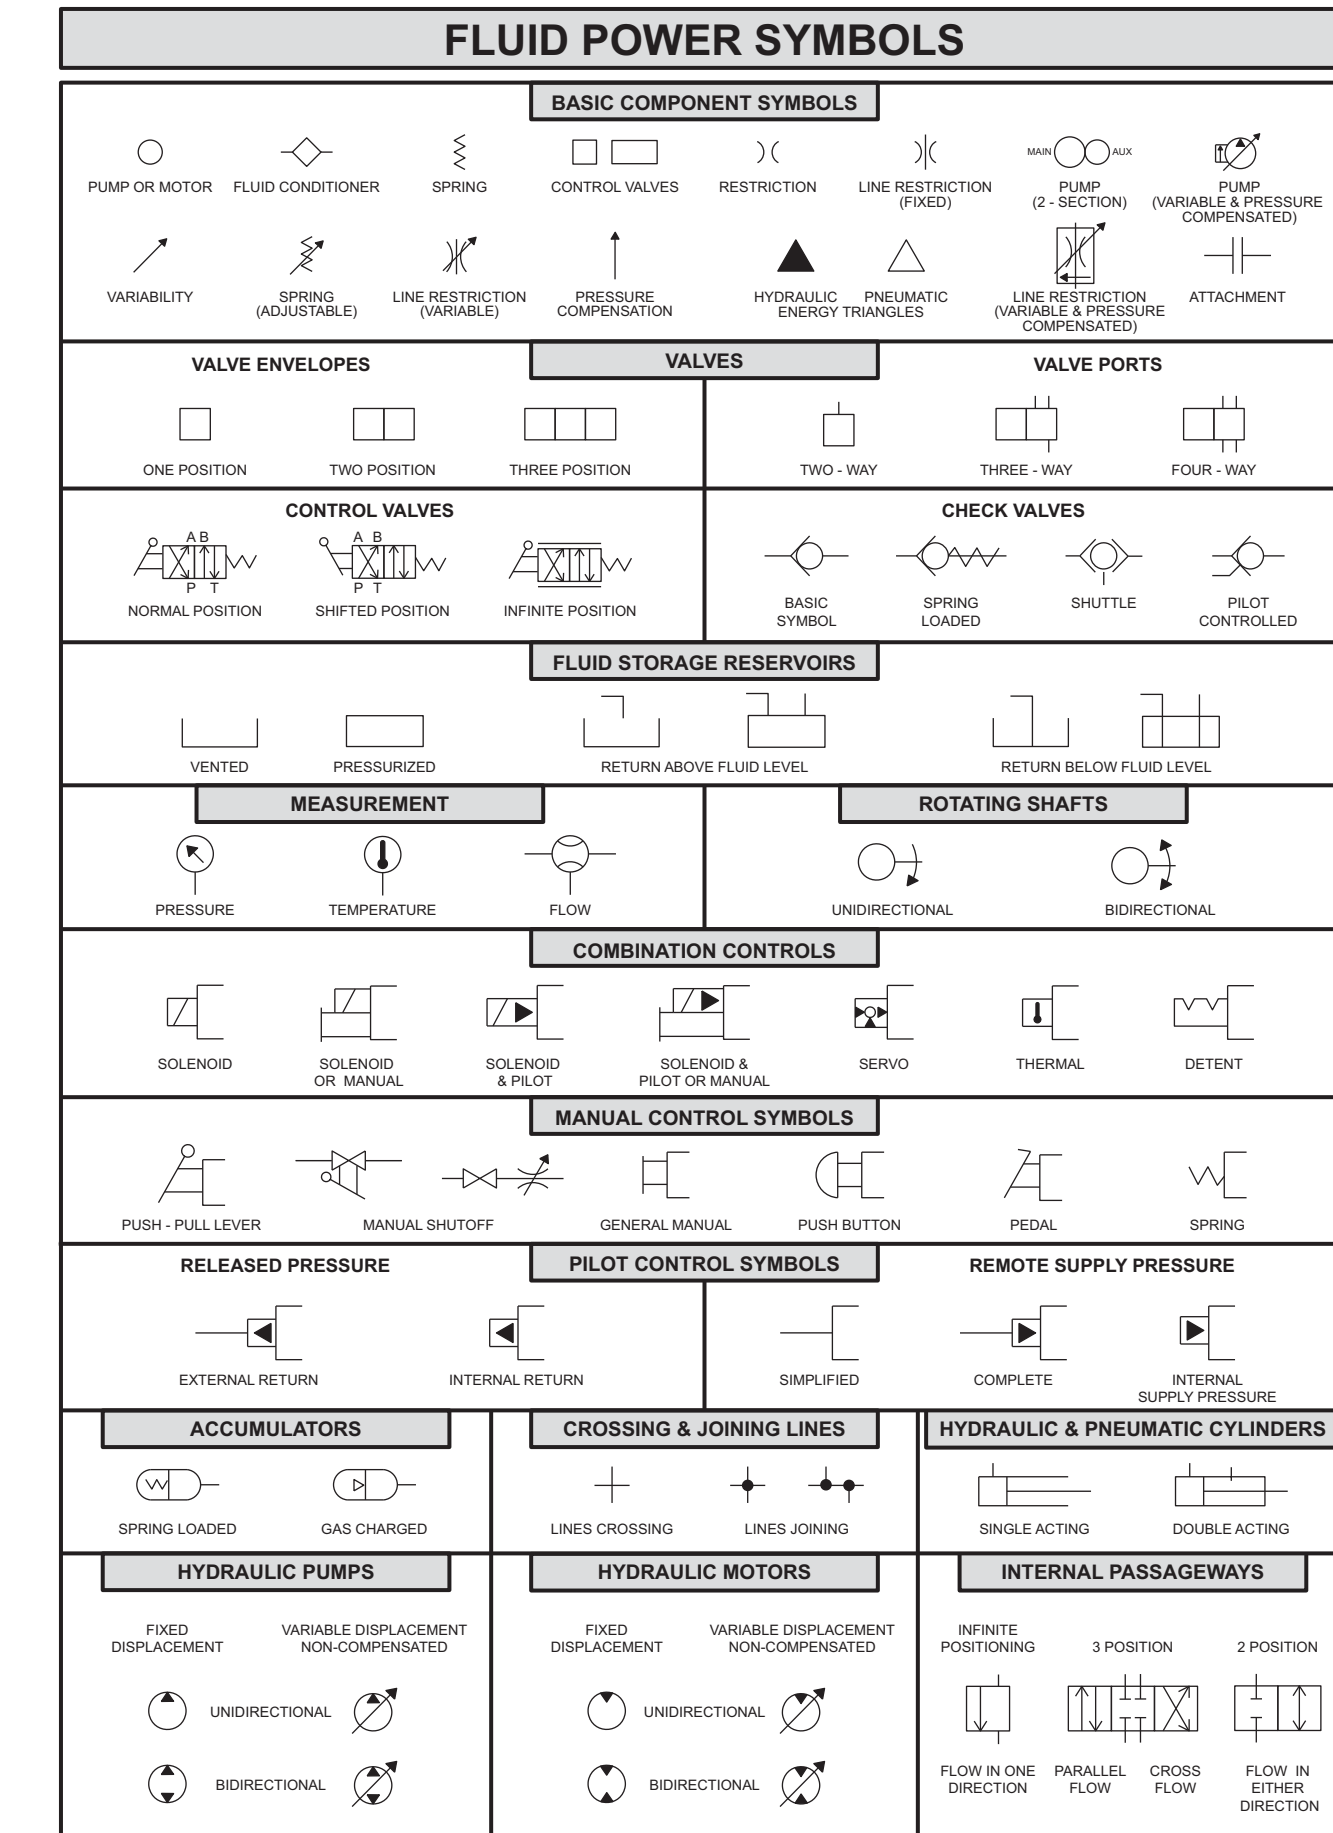 FLUID POWER SYMBOLS
BASIC COMPONENT SYMBOLS
MAIN
AUX
PUMP OR MOTOR
FLUID CONDITIONER
SPRING
CONTROL VALVES
RESTRICTION
LINE RESTRICTION
(FIXED)
PUMP
(2 - SECTION)
PUMP
(VARIABLE & PRESSURE
COMPENSATED)
VARIABILITY
SPRING
(ADJUSTABLE)
LINE RESTRICTION
(VARIABLE)
PRESSURE
COMPENSATION
HYDRAULIC PNEUMATIC
ENERGY TRIANGLES
LINE RESTRICTION
(VARIABLE & PRESSURE
COMPENSATED)
ATTACHMENT
VALVES
VALVE ENVELOPES
ONE POSITION
TWO POSITION
THREE POSITION
VALVE PORTS
TWO - WAY
THREE - WAY
FOUR - WAY
CONTROL VALVES
A B
P T
NORMAL POSITION
A B
P T
SHIFTED POSITION
INFINITE POSITION
CHECK VALVES
BASIC
SYMBOL
SPRING
LOADED
SHUTTLE
PILOT
CONTROLLED
FLUID STORAGE RESERVOIRS
VENTED
PRESSURIZED
RETURN ABOVE FLUID LEVEL
RETURN BELOW FLUID LEVEL
MEASUREMENT
PRESSURE
TEMPERATURE
FLOW
ROTATING SHAFTS
UNIDIRECTIONAL
BIDIRECTIONAL
COMBINATION CONTROLS
SOLENOID
SOLENOID
OR MANUAL
SOLENOID
& PILOT
SOLENOID &
PILOT OR MANUAL
SERVO
THERMAL
DETENT
MANUAL CONTROL SYMBOLS
PUSH - PULL LEVER
MANUAL SHUTOFF
GENERAL MANUAL
PUSH BUTTON
PEDAL
SPRING
PILOT CONTROL SYMBOLS
RELEASED PRESSURE
EXTERNAL RETURN
INTERNAL RETURN
REMOTE SUPPLY PRESSURE
SIMPLIFIED
COMPLETE
INTERNAL
SUPPLY PRESSURE
ACCUMULATORS
SPRING LOADED
GAS CHARGED
CROSSING & JOINING LINES
LINES CROSSING
LINES JOINING
HYDRAULIC & PNEUMATIC CYLINDERS
SINGLE ACTING
DOUBLE ACTING
HYDRAULIC PUMPS
FIXED
DISPLACEMENT
VARIABLE DISPLACEMENT
NON-COMPENSATED
UNIDIRECTIONAL
BIDIRECTIONAL
HYDRAULIC MOTORS
FIXED
DISPLACEMENT
VARIABLE DISPLACEMENT
NON-COMPENSATED
UNIDIRECTIONAL
BIDIRECTIONAL
INTERNAL PASSAGEWAYS
INFINITE
POSITIONING
3 POSITION
2 POSITION
FLOW IN ONE
DIRECTION
PARALLEL
FLOW
CROSS
FLOW
FLOW IN
EITHER
DIRECTION